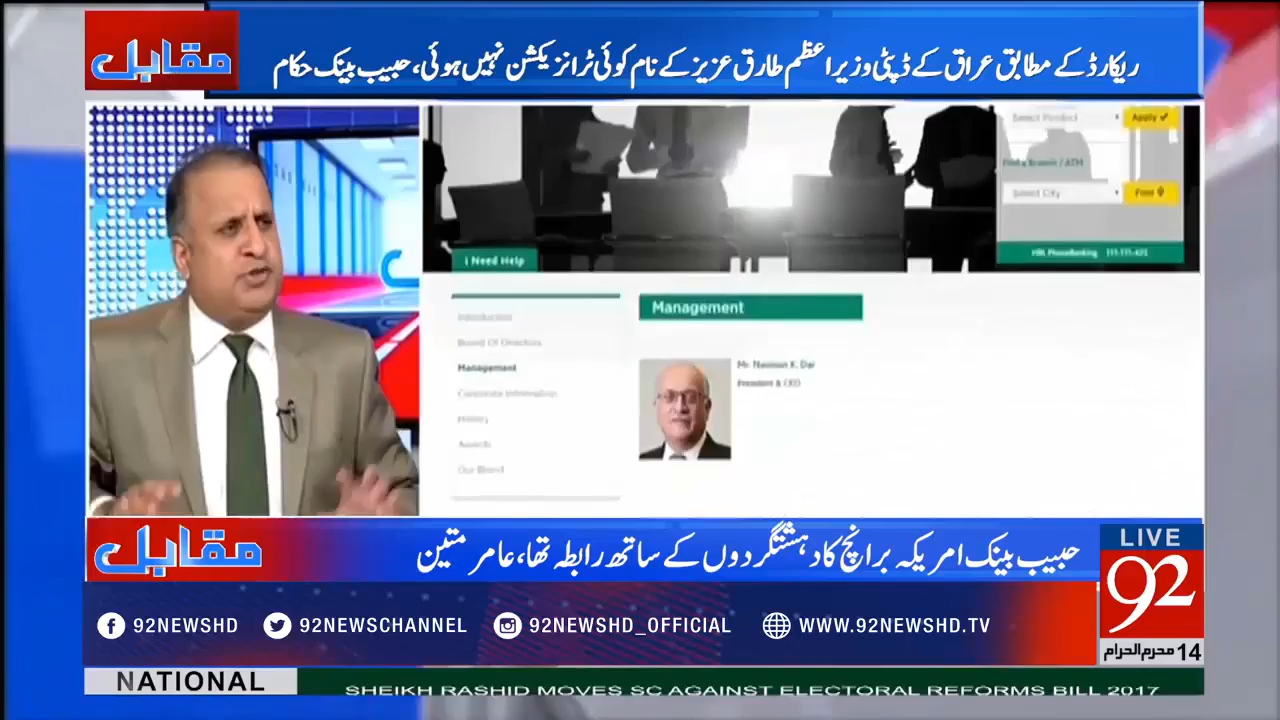 مقابل
ریکارڈ کے مطابق عراق کے ڈپٹی وزیراعظم طارق عزیز کے نام کوئی ٹرانزیکشن نہیں ہوئی، حبیب بینک حکام
Select Product
Apply
Find a Branch / ATM
Select City
Find
HBL PhoneBanking 111-111-425
i Need Help
Management
Introduction
Board Of Directors
Management
Corporate Information
History
Awards
Our Brand
Mr. Nauman K. Dar
President & CEO
مقابل
حبیب بینک امریکہ برانچ کا دہشتگردوں کے ساتھ رابطہ تھا، عامر متین
LIVE
92
14 محرم الحرام
92NEWSHD
92NEWSCHANNEL
92NEWSHD_OFFICIAL
WWW.92NEWSHD.TV
NATIONAL
SHEIKH RASHID MOVES SC AGAINST ELECTORAL REFORMS BILL 2017